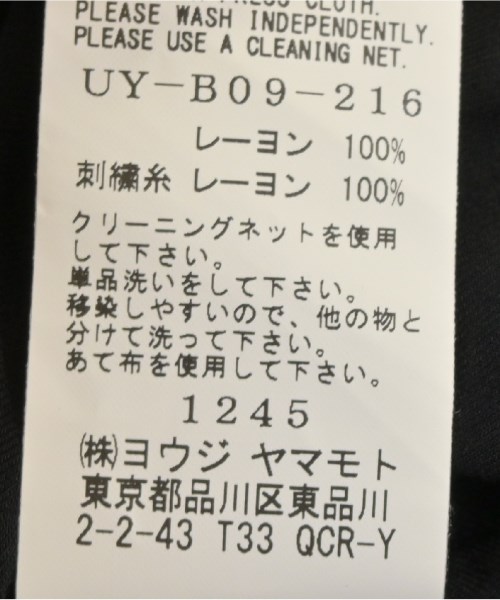 PRESS CLOTH.
PLEASE WASH INDEPENDENTLY.
PLEASE USE A CLEANING NET.
UY-B09-216
レーヨン 100%
刺繍糸 レーヨン 100%
クリーニングネットを使用
して下さい。
単品洗いをして下さい。
移染しやすいので、他の物と
分けて洗って下さい。
あて布を使用して下さい。
1245
㈱ヨウジ ヤマモト
東京都品川区東品川
2-2-43 T33 QCR-Y